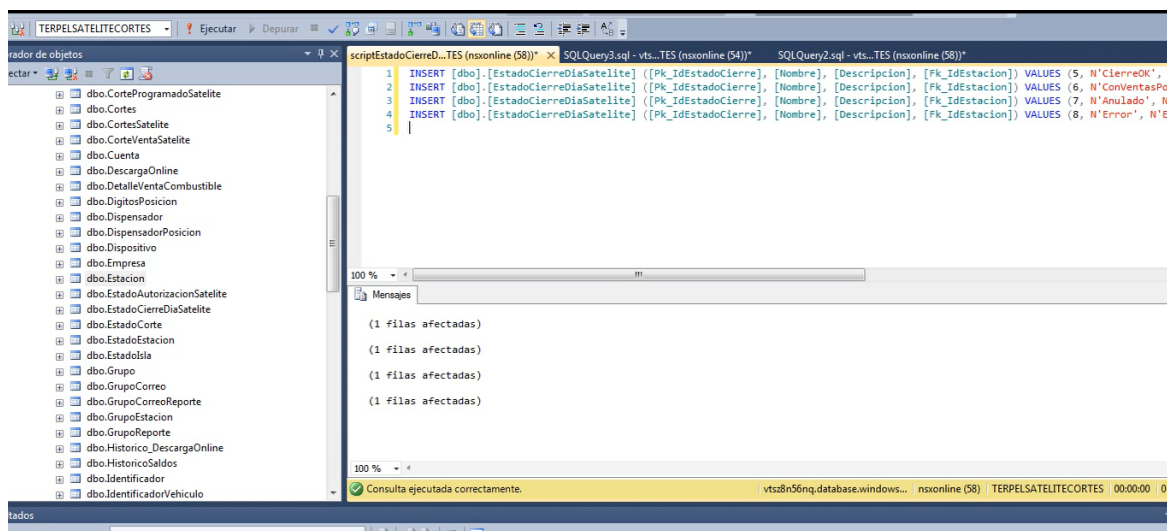 TERPELSATELITECORTES Ejecutar Depurar
rador de objetos
ectar
dbo.CorteProgramadoSatelite
dbo.Cortes
dbo.CortesSatelite
dbo.CorteVentaSatelite
dbo.Cuenta
dbo.DescargaOnline
dbo.DetalleVentaCombustible
dbo.DigitosPosicion
dbo.Dispensador
dbo.DispensadorPosicion
dbo.Dispositivo
dbo.Empresa
dbo.Estacion
dbo.EstadoAutorizacionSatelite
dbo.EstadoCierreDiaSatelite
dbo.EstadoCorte
dbo.EstadoEstacion
dbo.EstadoIsla
dbo.Grupo
dbo.GrupoCorreo
dbo.GrupoCorreoReporte
dbo.GrupoEstacion
dbo.GrupoReporte
dbo.Historico_DescargaOnline
dbo.HistoricoSaldos
dbo.Identificador
dbo.IdentificadorVehiculo
tados
scriptEstadoCierreD...TES (nsxonline (58))* SQLQuery3.sql - vts...TES (nsxonline (54))* SQLQuery2.sql - vts...TES (nsxonline (58))*
1 INSERT [dbo].[EstadoCierreDiaSatelite] ([Pk_IdEstadoCierre], [Nombre], [Descripcion], [Fk_IdEstacion]) VALUES (5, N'CierreOK',
2 INSERT [dbo].[EstadoCierreDiaSatelite] ([Pk_IdEstadoCierre], [Nombre], [Descripcion], [Fk_IdEstacion]) VALUES (6, N'ConVentasPo
3 INSERT [dbo].[EstadoCierreDiaSatelite] ([Pk_IdEstadoCierre], [Nombre], [Descripcion], [Fk_IdEstacion]) VALUES (7, N'Anulado', N
4 INSERT [dbo].[EstadoCierreDiaSatelite] ([Pk_IdEstadoCierre], [Nombre], [Descripcion], [Fk_IdEstacion]) VALUES (8, N'Error', N'E
5
100 %
Mensajes
(1 filas afectadas)
(1 filas afectadas)
(1 filas afectadas)
(1 filas afectadas)
100 %
Consulta ejecutada correctamente. vtsz8n56nq.database.windows... nsxonline (58) TERPELSATELITECORTES 00:00:00 0